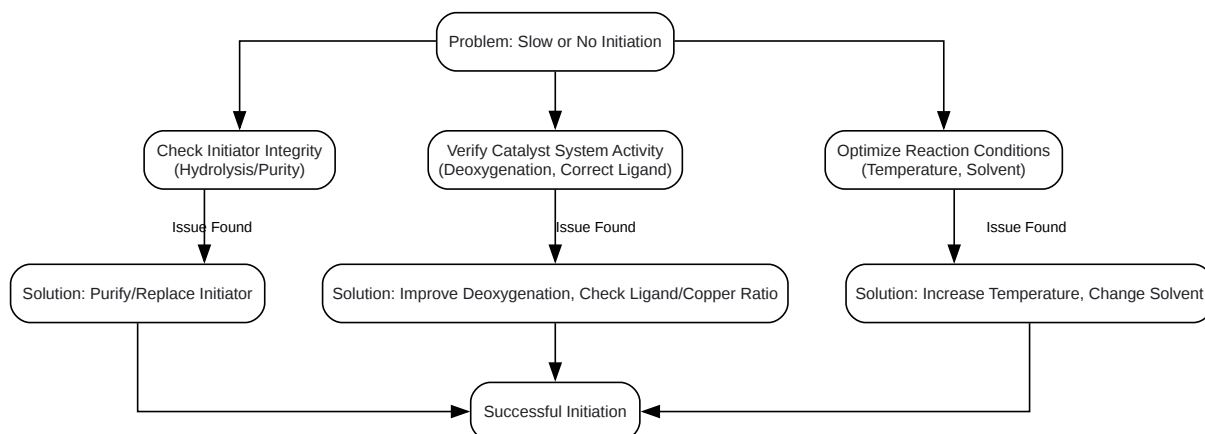 Problem: Slow or No Initiation
Check Initiator Integrity
(Hydrolysis/Purity)
Verify Catalyst System Activity
(Deoxygenation, Correct Ligand)
Optimize Reaction Conditions
(Temperature, Solvent)
Issue Found
Issue Found
Issue Found
Solution: Purify/Replace Initiator
Solution: Improve Deoxygenation, Check Ligand/Copper Ratio
Solution: Increase Temperature, Change Solvent
Successful Initiation